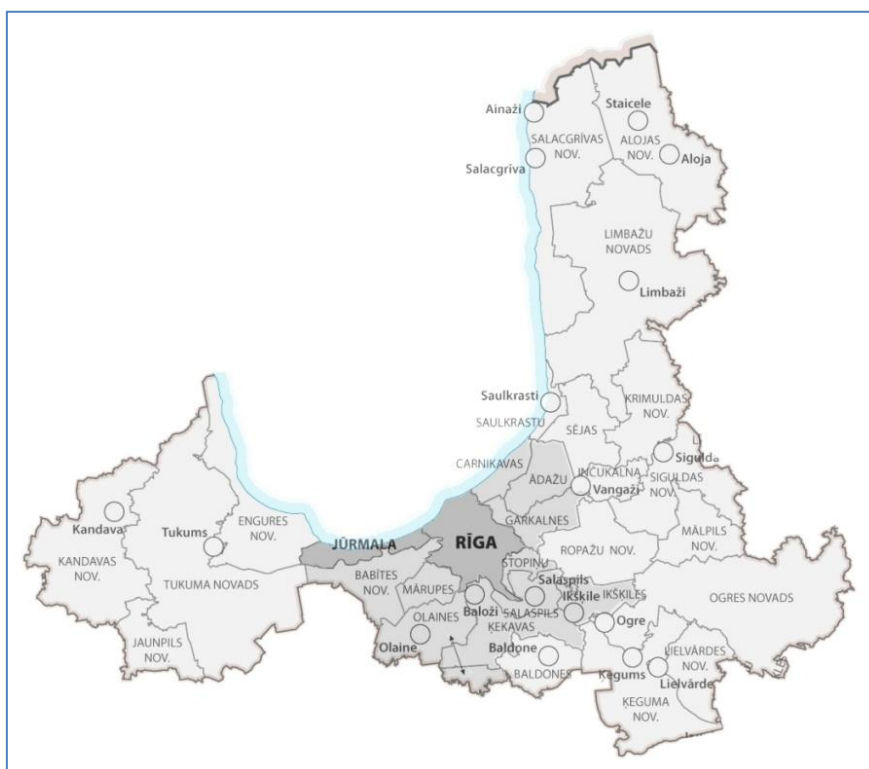 Ainaži
Staicele
SALACGRĪVAS
NOV.
ALOJAS
NOV.
Aloja
Salacgrīva
LIMBAŽU
NOVADS
Limbaži
Saulkrasti
KRIMULDAS
NOV.
SAULKRASTU
SĒJAS
CARNIKAVAS
Sigulda
ĀDAŽU
INČUKALNA
SIGULDAS
NOV.
Vangaži
Kandava
ENGURES
NOV.
GARKALNES
MĀLPILS
NOV.
Tukums
JŪRMALA
RĪGA
ROPAŽU NOV.
KANDAVAS
NOV.
STOPIŅU
BABĪTES
NOV.
TUKUMA NOVADS
MĀRUPES
Salaspils
Ikšķile
IKŠĶILES
OGRES NOVADS
Baloži
SALASPILS
OLAINES
ĶEKAVAS
Ogre
JAUNPILS
NOV.
Olaine
Baldone
LIELVĀRDES
NOV.
BALDONES
Ķegums
Lielvārde
ĶEGUMA
NOV.